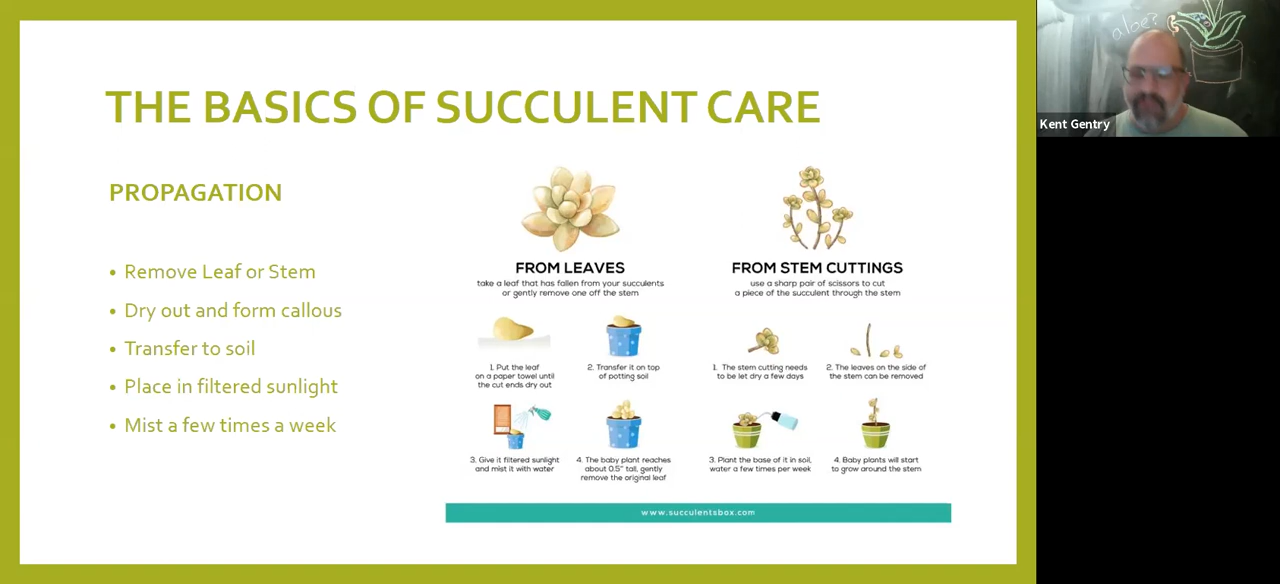 THE BASICS OF SUCCULENT CARE
PROPAGATION
• Remove Leaf or Stem
• Dry out and form callous
• Transfer to soil
• Place in filtered sunlight
• Mist a few times a week
FROM LEAVES
take a leaf that has fallen from your succulents
or gently remove one off the stem
1. Put the leaf
on a paper towel until
the cut ends dry out
2. Transfer it on top
of potting soil
3. Give it filtered sunlight
and mist it with water
4. The baby plant reaches
about 0.5" tall, gently
remove the original leaf
FROM STEM CUTTINGS
use a sharp pair of scissors to cut
a piece of the succulent through the stem
1. The stem cutting needs
to be let dry a few days
2. The leaves on the side of
the stem can be removed
3. Plant the base of it in soil,
water a few times per week
4. Baby plants will start
to grow around the stem
www.succulentsbox.com
aloe?
Kent Gentry